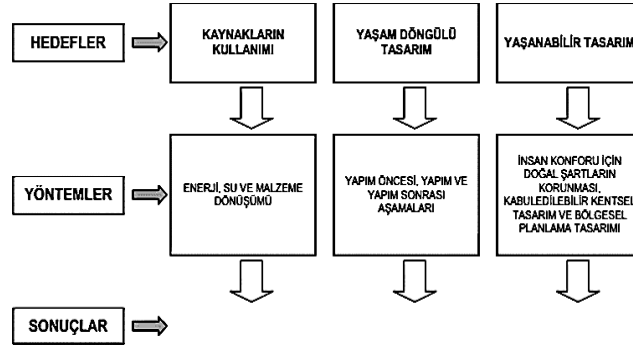 HEDEFLER
KAYNAKLARIN
KULLANIMI
YAŞAM DÖNGÜLÜ
TASARIM
YAŞANABİLİR TASARIM
YÖNTEMLER
ENERJİ, SU VE MALZEME
DÖNÜŞÜMÜ
YAPIM ÖNCESİ, YAPIM VE
YAPIM SONRASI
AŞAMALARI
İNSAN KONFORU İÇİN
DOĞAL ŞARTLARIN
KORUNMASI,
KABULEDİLEBİLİR KENTSEL
TASARIM VE BÖLGESEL
PLANLAMA TASARIMI
SONUÇLAR